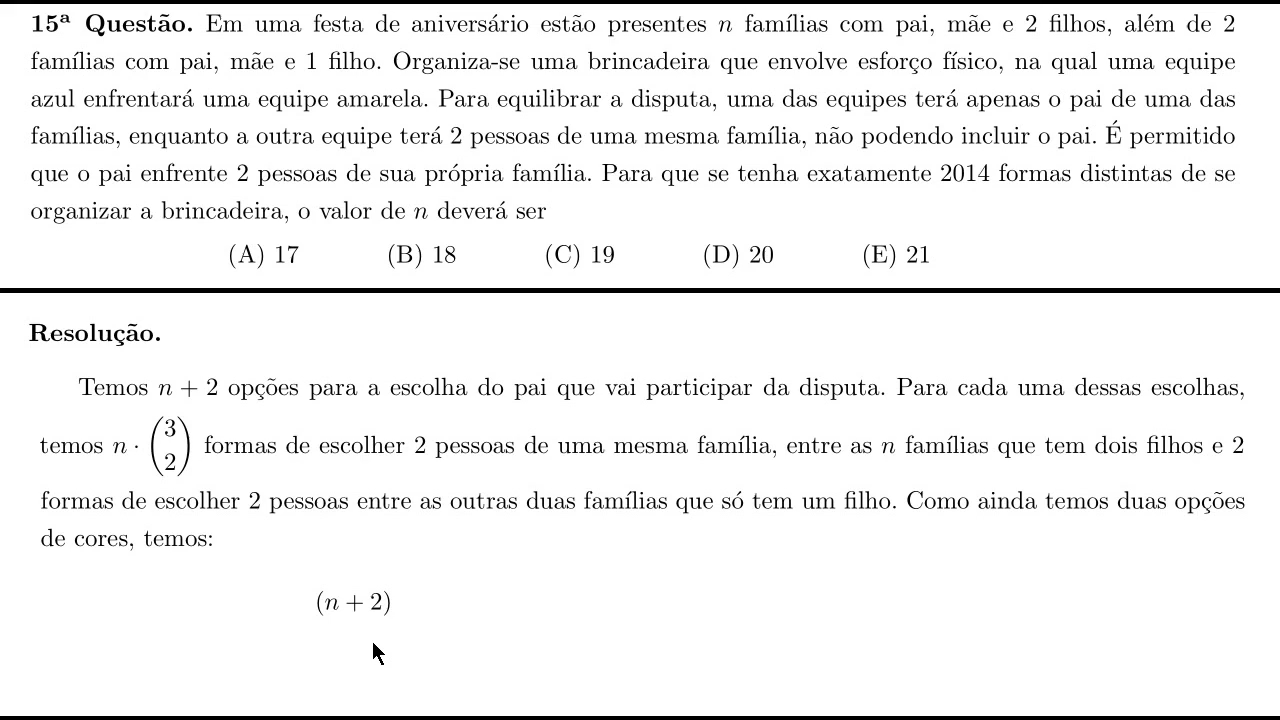 15ª Questão. Em uma festa de aniversário estão presentes n famílias com pai, mãe e 2 filhos, além de 2
famílias com pai, mãe e 1 filho. Organiza-se uma brincadeira que envolve esforço físico, na qual uma equipe
azul enfrentará uma equipe amarela. Para equilibrar a disputa, uma das equipes terá apenas o pai de uma das
famílias, enquanto a outra equipe terá 2 pessoas de uma mesma família, não podendo incluir o pai. É permitido
que o pai enfrente 2 pessoas de sua própria família. Para que se tenha exatamente 2014 formas distintas de se
organizar a brincadeira, o valor de n deverá ser
(A) 17 (B) 18 (C) 19 (D) 20 (E) 21
Resolução.
Temos n + 2 opções para a escolha do pai que vai participar da disputa. Para cada uma dessas escolhas,
temos n · (3 2) formas de escolher 2 pessoas de uma mesma família, entre as n famílias que tem dois filhos e 2
formas de escolher 2 pessoas entre as outras duas famílias que só tem um filho. Como ainda temos duas opções
de cores, temos:
(n + 2)